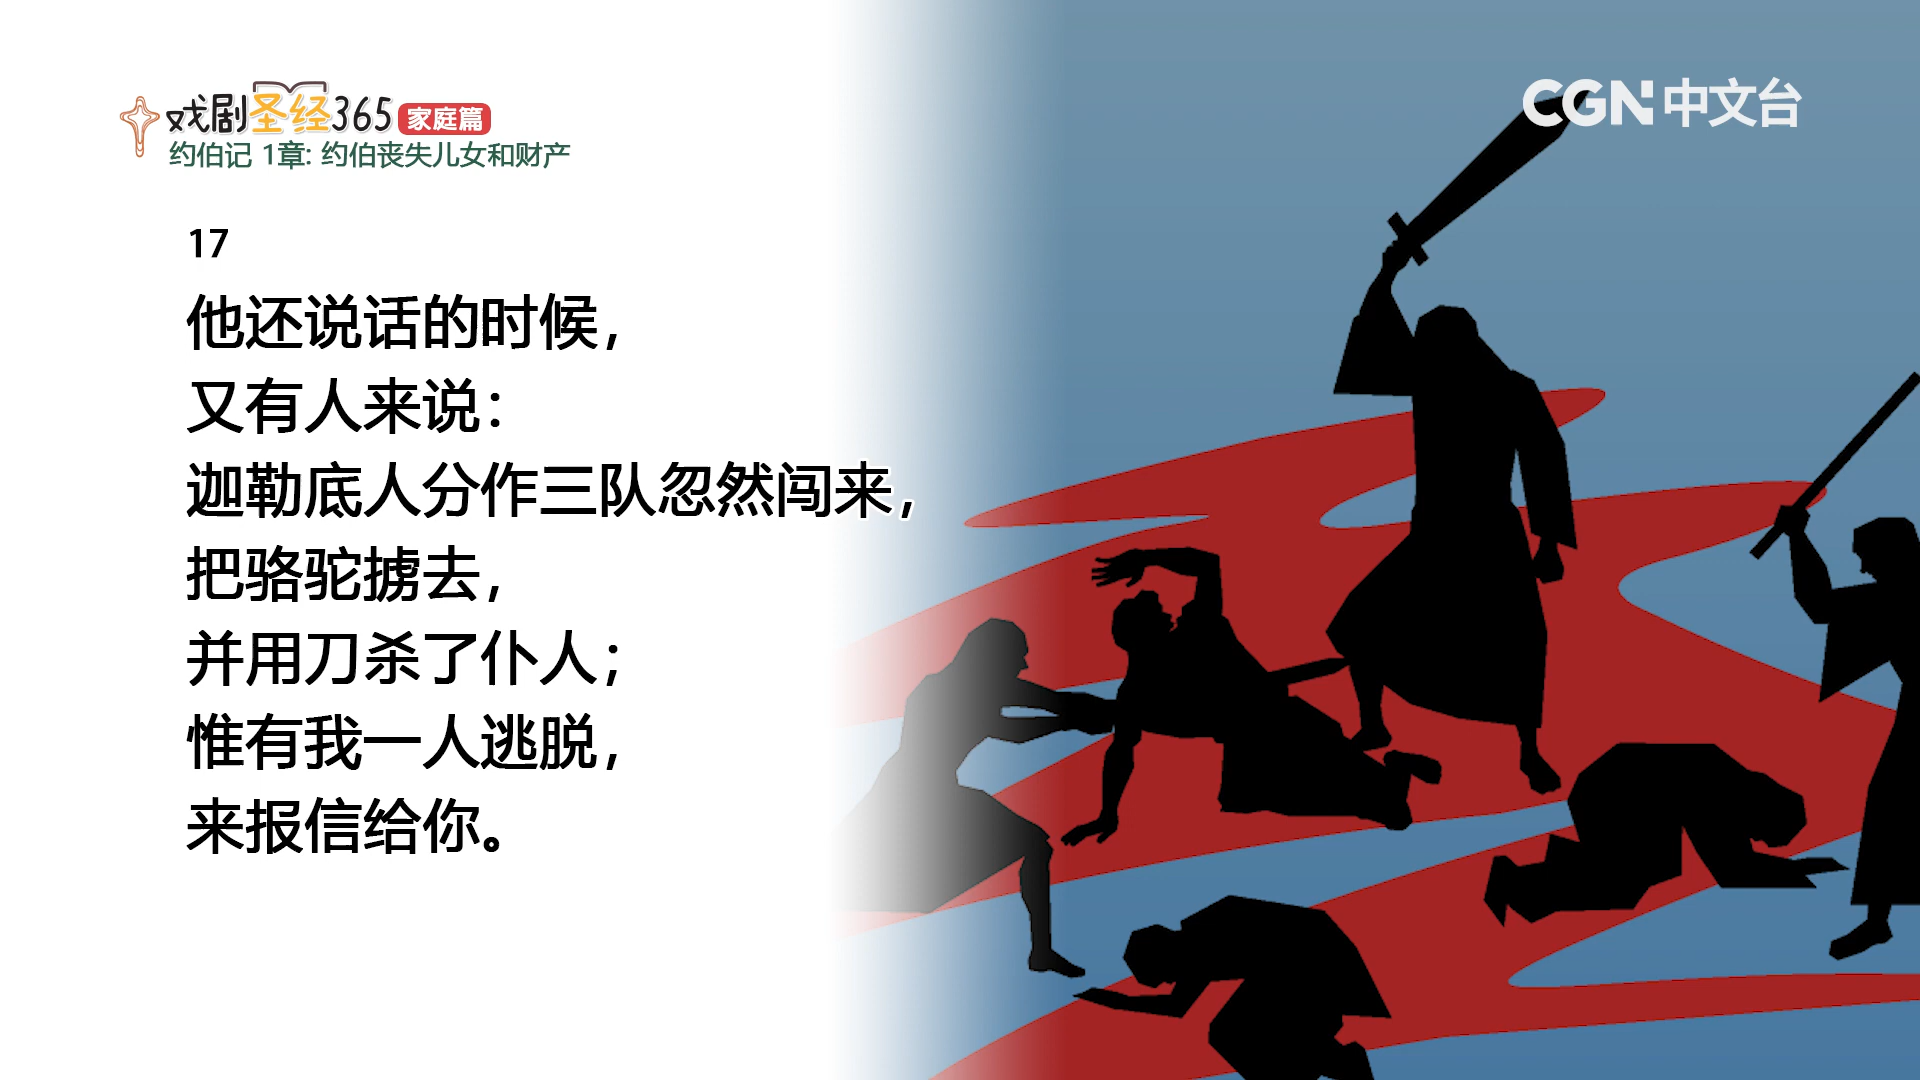 戏剧圣经365 家庭篇
约伯记 1章: 约伯丧失儿女和财产
CGN 中文台
17
他还说话的时候，
又有人来说：
迦勒底人分作三队忽然闯来，
把骆驼掳去，
并用刀杀了仆人；
惟有我一人逃脱，
来报信给你。